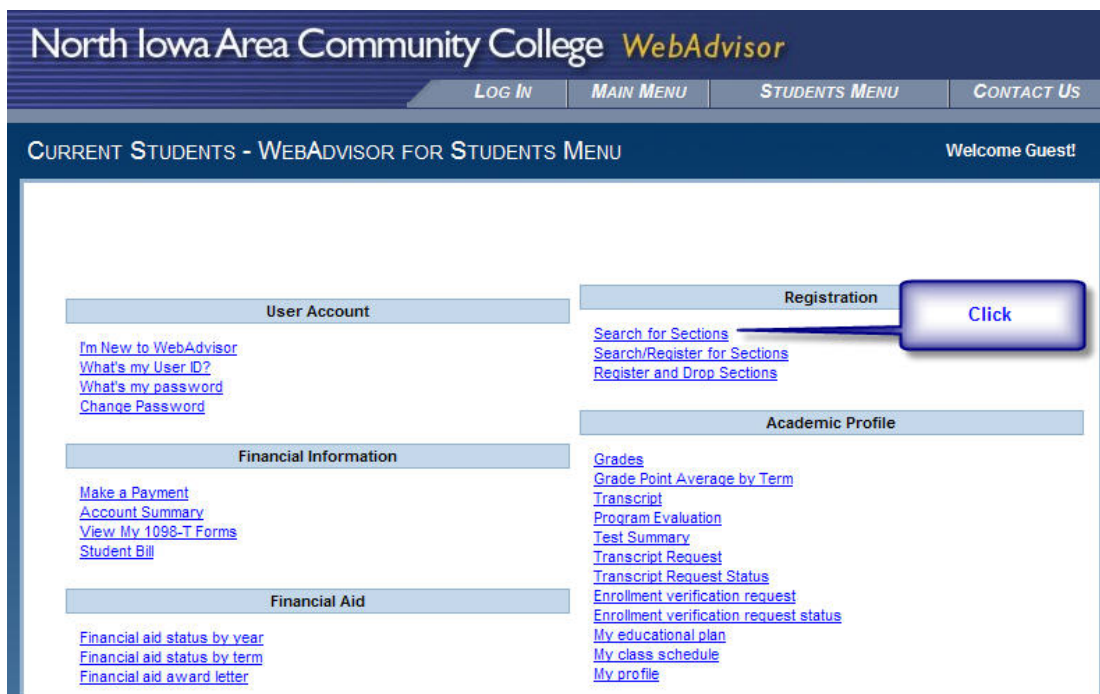 North Iowa Area Community College WebAdvisor
LOG IN MAIN MENU STUDENTS MENU CONTACT US
CURRENT STUDENTS - WEBADVISOR FOR STUDENTS MENU Welcome Guest!
User Account
I'm New to WebAdvisor
What's my User ID?
What's my password
Change Password
Financial Information
Make a Payment
Account Summary
View My 1098-T Forms
Student Bill
Financial Aid
Financial aid status by year
Financial aid status by term
Financial aid award letter
Registration
Click
Search for Sections
Search/Register for Sections
Register and Drop Sections
Academic Profile
Grades
Grade Point Average by Term
Transcript
Program Evaluation
Test Summary
Transcript Request
Transcript Request Status
Enrollment verification request
Enrollment verification request status
My educational plan
My class schedule
My profile